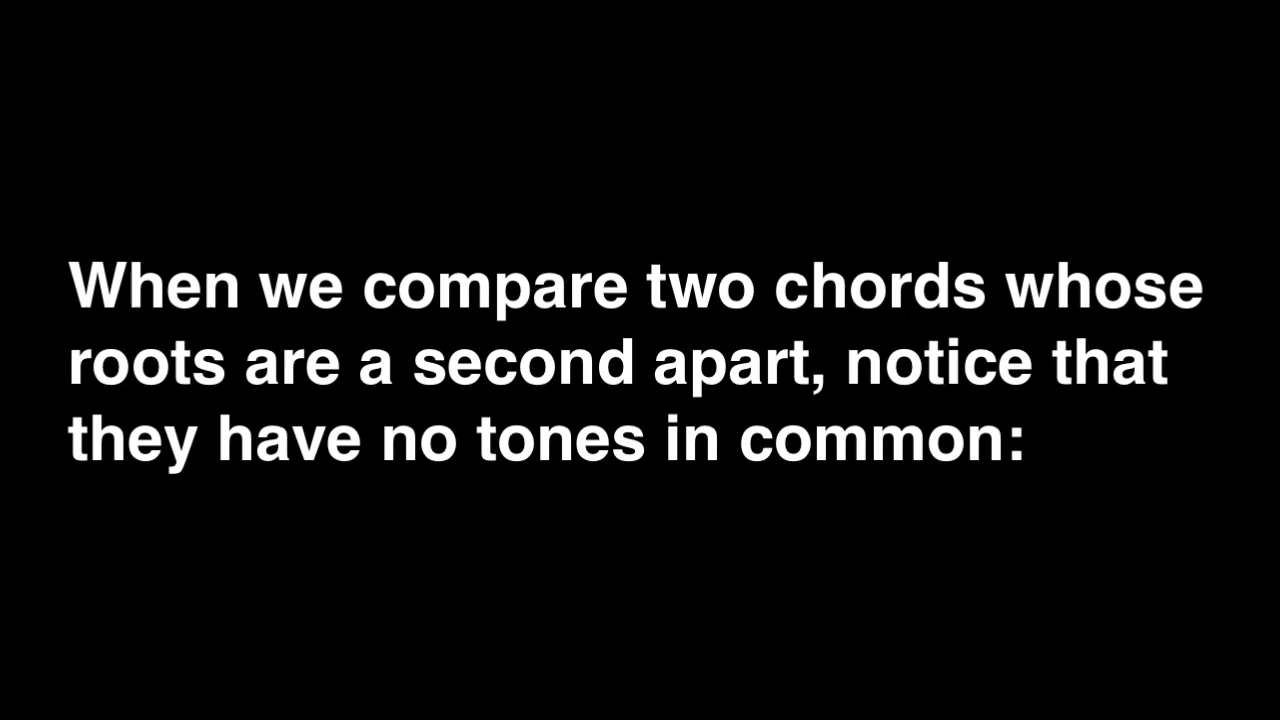 When we compare two chords whose
roots are a second apart, notice that
they have no tones in common: